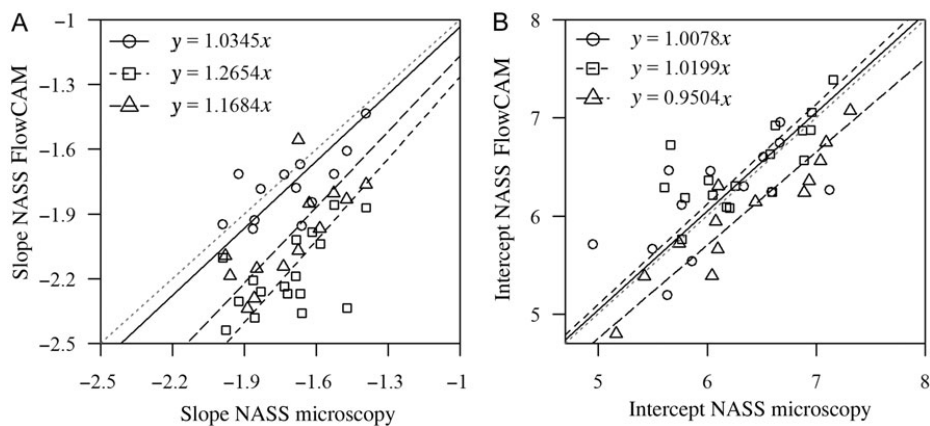 A
−1
−1.3
−1.6
−1.9
−2.2
−2.5
Slope NASS FlowCAM
y = 1.0345x
y = 1.2654x
y = 1.1684x
−2.5 −2.2 −1.9 −1.6 −1.3 −1
Slope NASS microscopy
B
8
7
6
5
Intercept NASS FlowCAM
y = 1.0078x
y = 1.0199x
y = 0.9504x
5 6 7 8
Intercept NASS microscopy